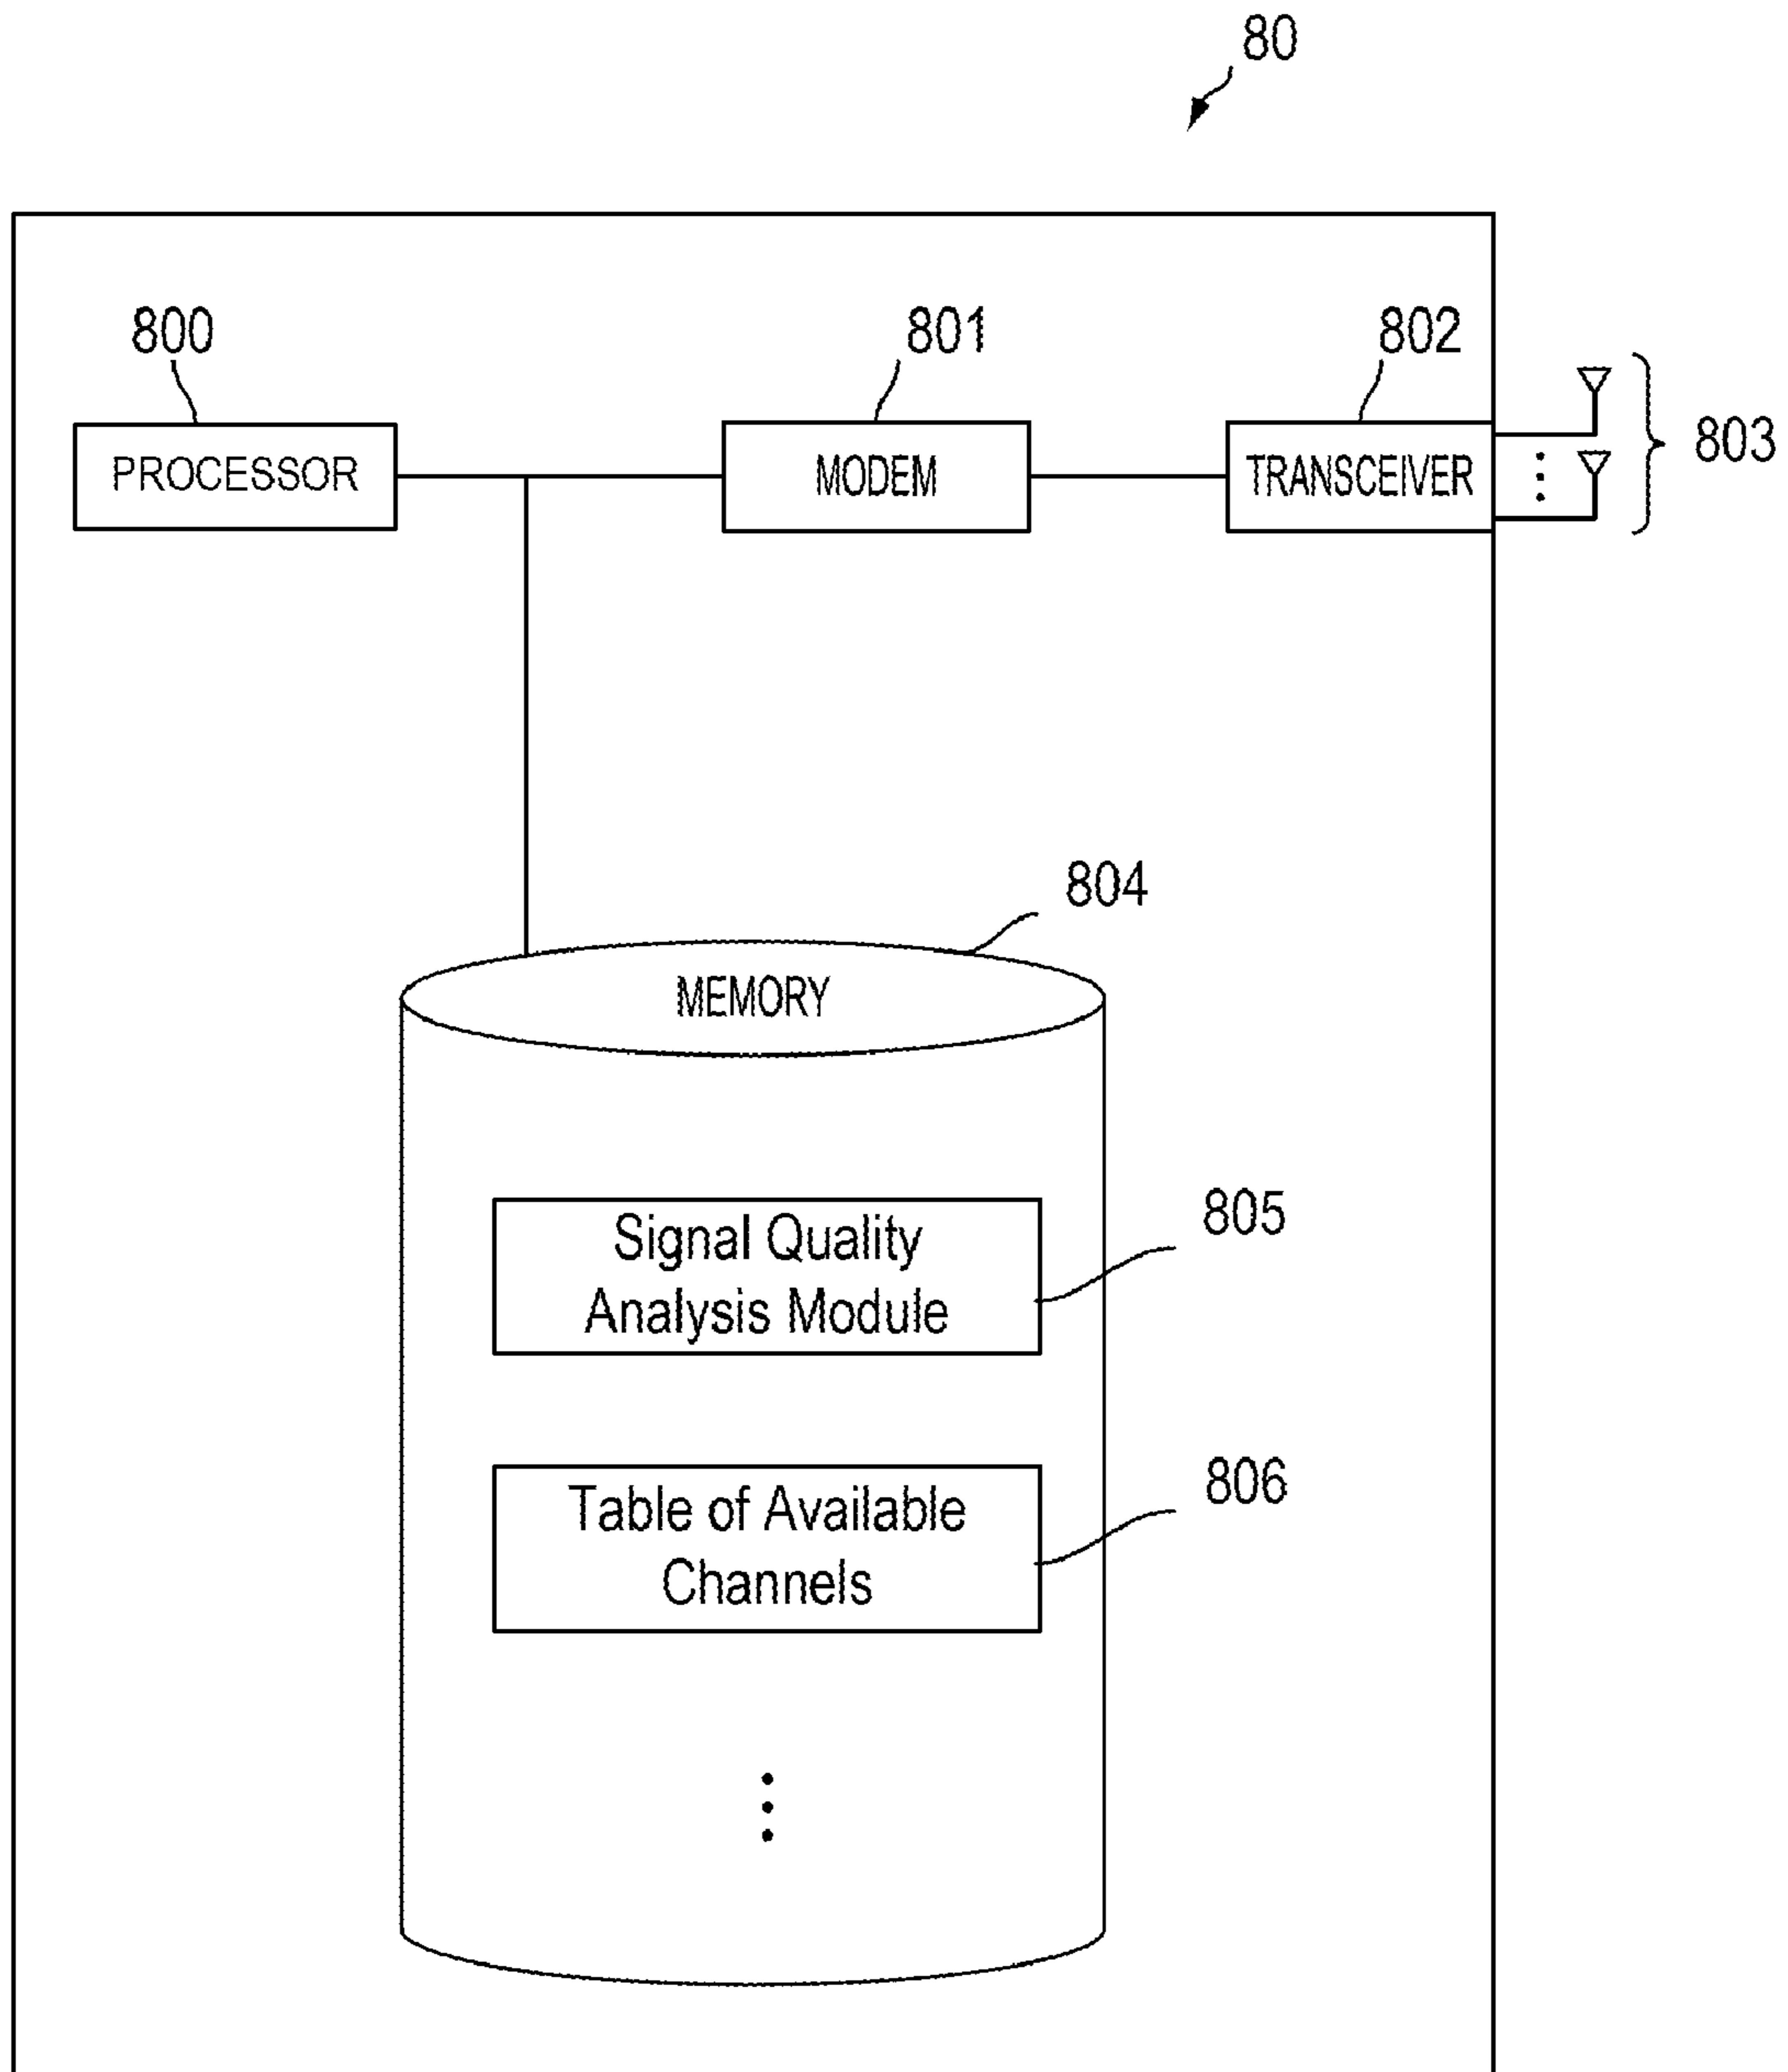 80
800
801
802
803
PROCESSOR
MODEM
TRANSCEIVER
804
MEMORY
805
Signal Quality
Analysis Module
806
Table of Available
Channels